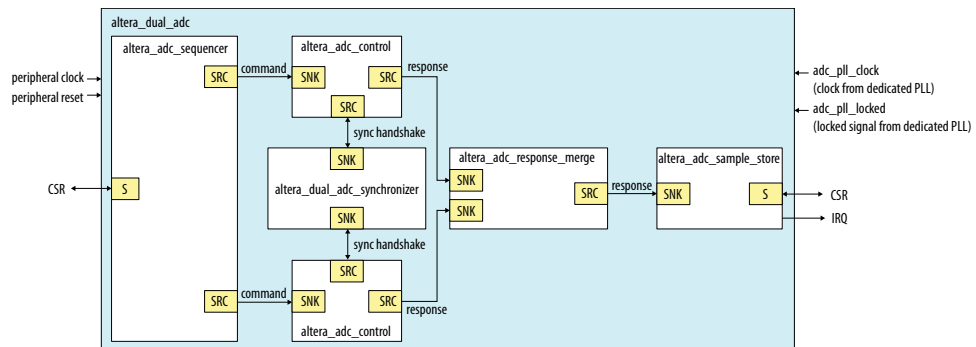 altera_dual_adc
altera_adc_sequencer
altera_adc_control
peripheral clock
peripheral reset
SRC
command
SNK
SRC
response
SRC
adc_pll_clock
(clock from dedicated PLL)
adc_pll_locked
(locked signal from dedicated PLL)
sync handshake
SNK
altera_dual_adc_synchronizer
SNK
altera_adc_response_merge
SNK
SNK
SRC
response
altera_adc_sample_store
SNK
S
CSR
IRQ
CSR
S
sync handshake
SRC
SRC
command
SNK
SRC
response
altera_adc_control